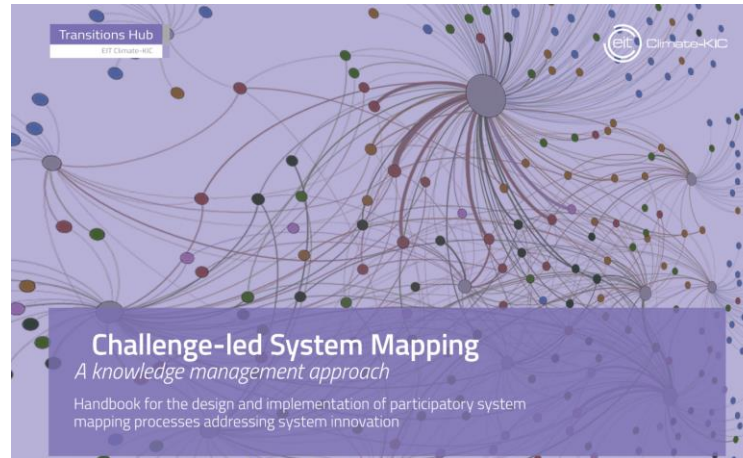 Transitions Hub
EIT Climate-KIC
eit Climate-KIC
Challenge-led System Mapping
A knowledge management approach
Handbook for the design and implementation of participatory system
mapping processes addressing system innovation